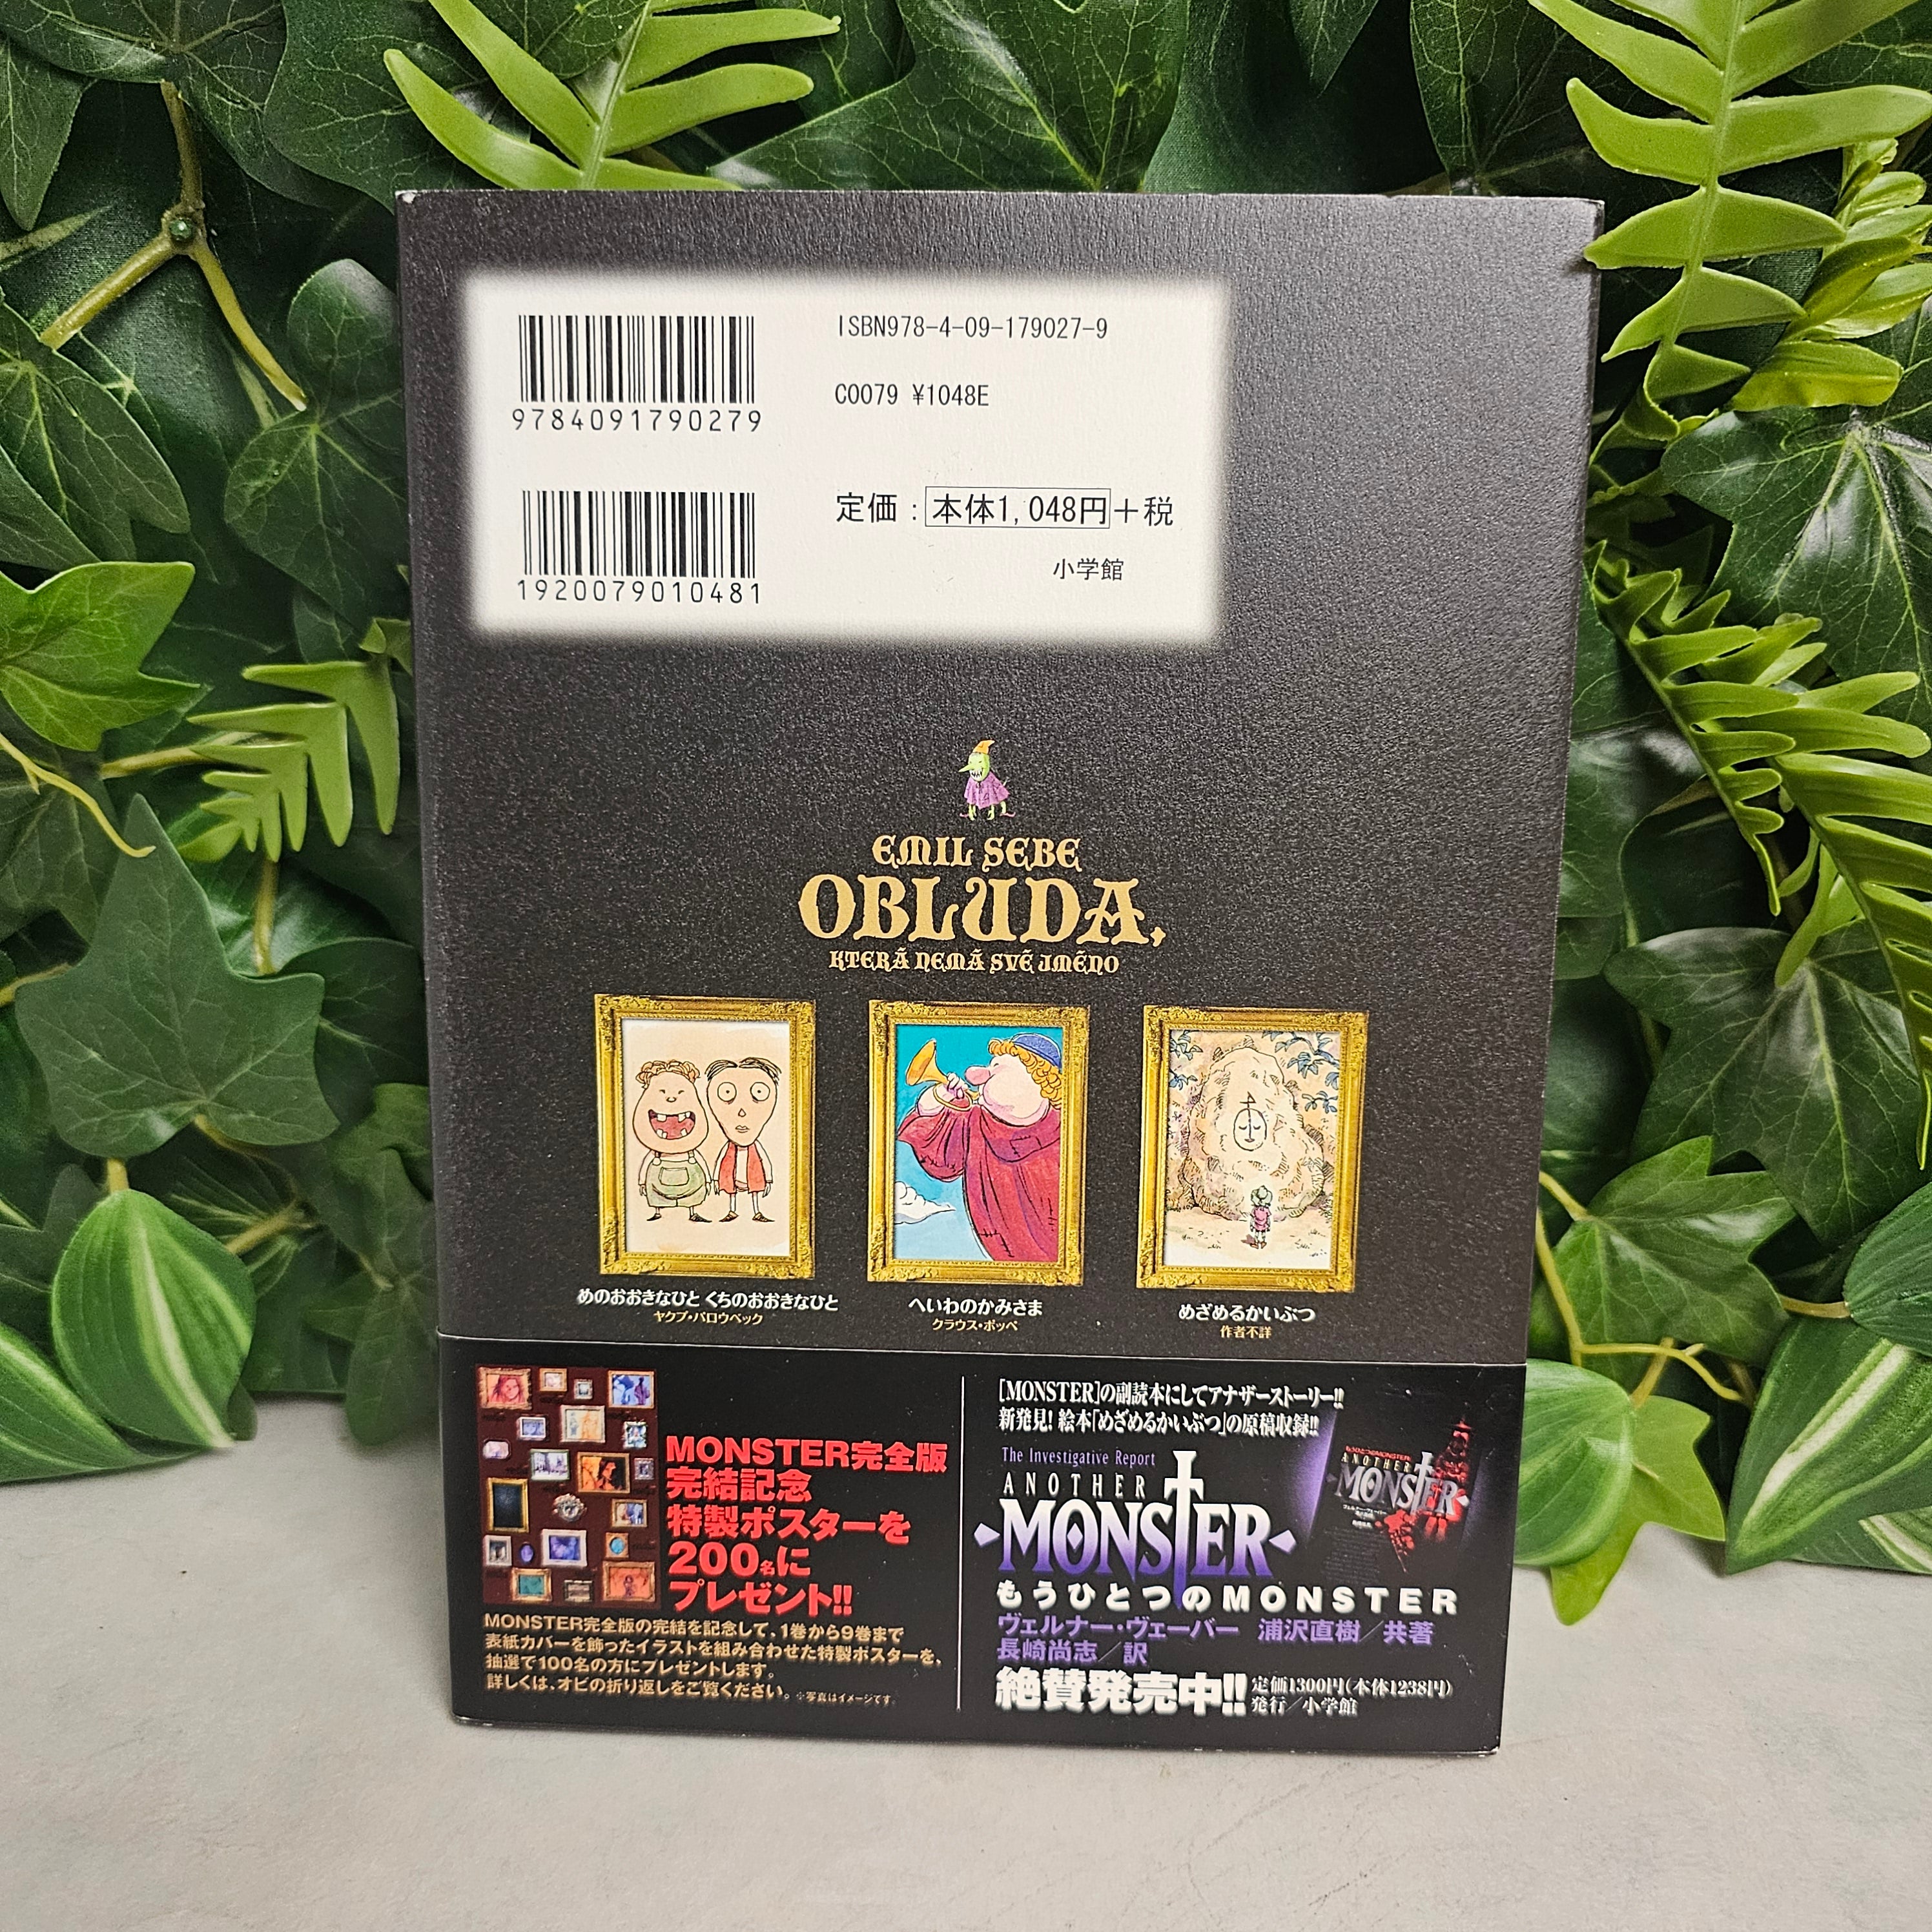 ISBN978-4-09-179027-9
C0079 ¥1048E
9784091790279
定価：本体1,048円＋税
小学館
1920079010481
EMIL SEBE
OBLUDA,
KTERÁ NEMÁ SVÉ JMÉNO
めのおおきなひと くちのおおきなひと
ヤクブ・バロウベック
へいわのかみさま
クラウス・ポッペ
めざめるかいぶつ
作者不詳
MONSTER完全版
完結記念
特製ポスターを
200名に
プレゼント!!
MONSTER完全版の完結を記念して、1巻から9巻まで
表紙カバーを飾ったイラストを組み合わせた特製ポスターを、
抽選で100名の方にプレゼントします。
詳しくは、オビの折り返しをご覧ください。※写真はイメージです。
[MONSTER]の副読本にしてアナザーストーリー!!
新発見! 絵本「めざめるかいぶつ」の原稿収録!!
The Investigative Report
ANOTHER
MONSTER
もうひとつのMONSTER
ヴェルナー・ヴェーバー 浦沢直樹／共著
長崎尚志／訳
絶賛発売中!! 定価1300円(本体1238円)
発行／小学館
ANOTHER
MONSTER